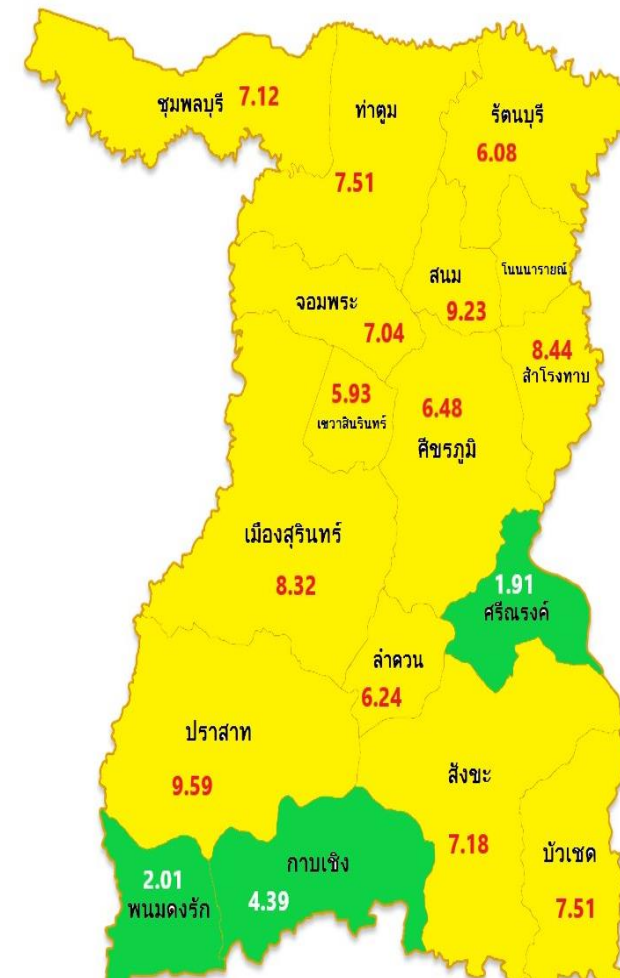 ชุมพลบุรี 7.12
ท่าตูม
7.51
รัตนบุรี
6.08
สนม
9.23
โนนนารายณ์
จอมพระ
7.04
8.44
สำโรงทาบ
5.93
เขวาสินรินทร์
6.48
ศีขรภูมิ
เมืองสุรินทร์
8.32
1.91
ศรีณรงค์
ลำดวน
6.24
ปราสาท
9.59
สังขะ
7.18
บัวเชด
7.51
กาบเชิง
4.39
2.01
พนมดงรัก